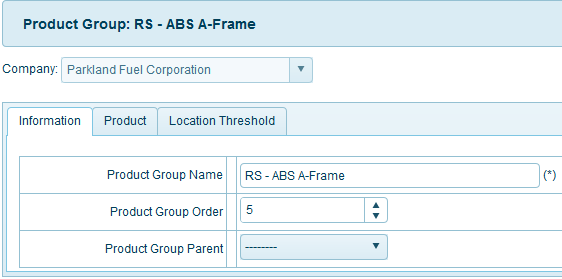 Product Group: RS - ABS A-Frame
Company: Parkland Fuel Corporation
Information Product Location Threshold
Product Group Name RS - ABS A-Frame (*)
Product Group Order 5
Product Group Parent --------